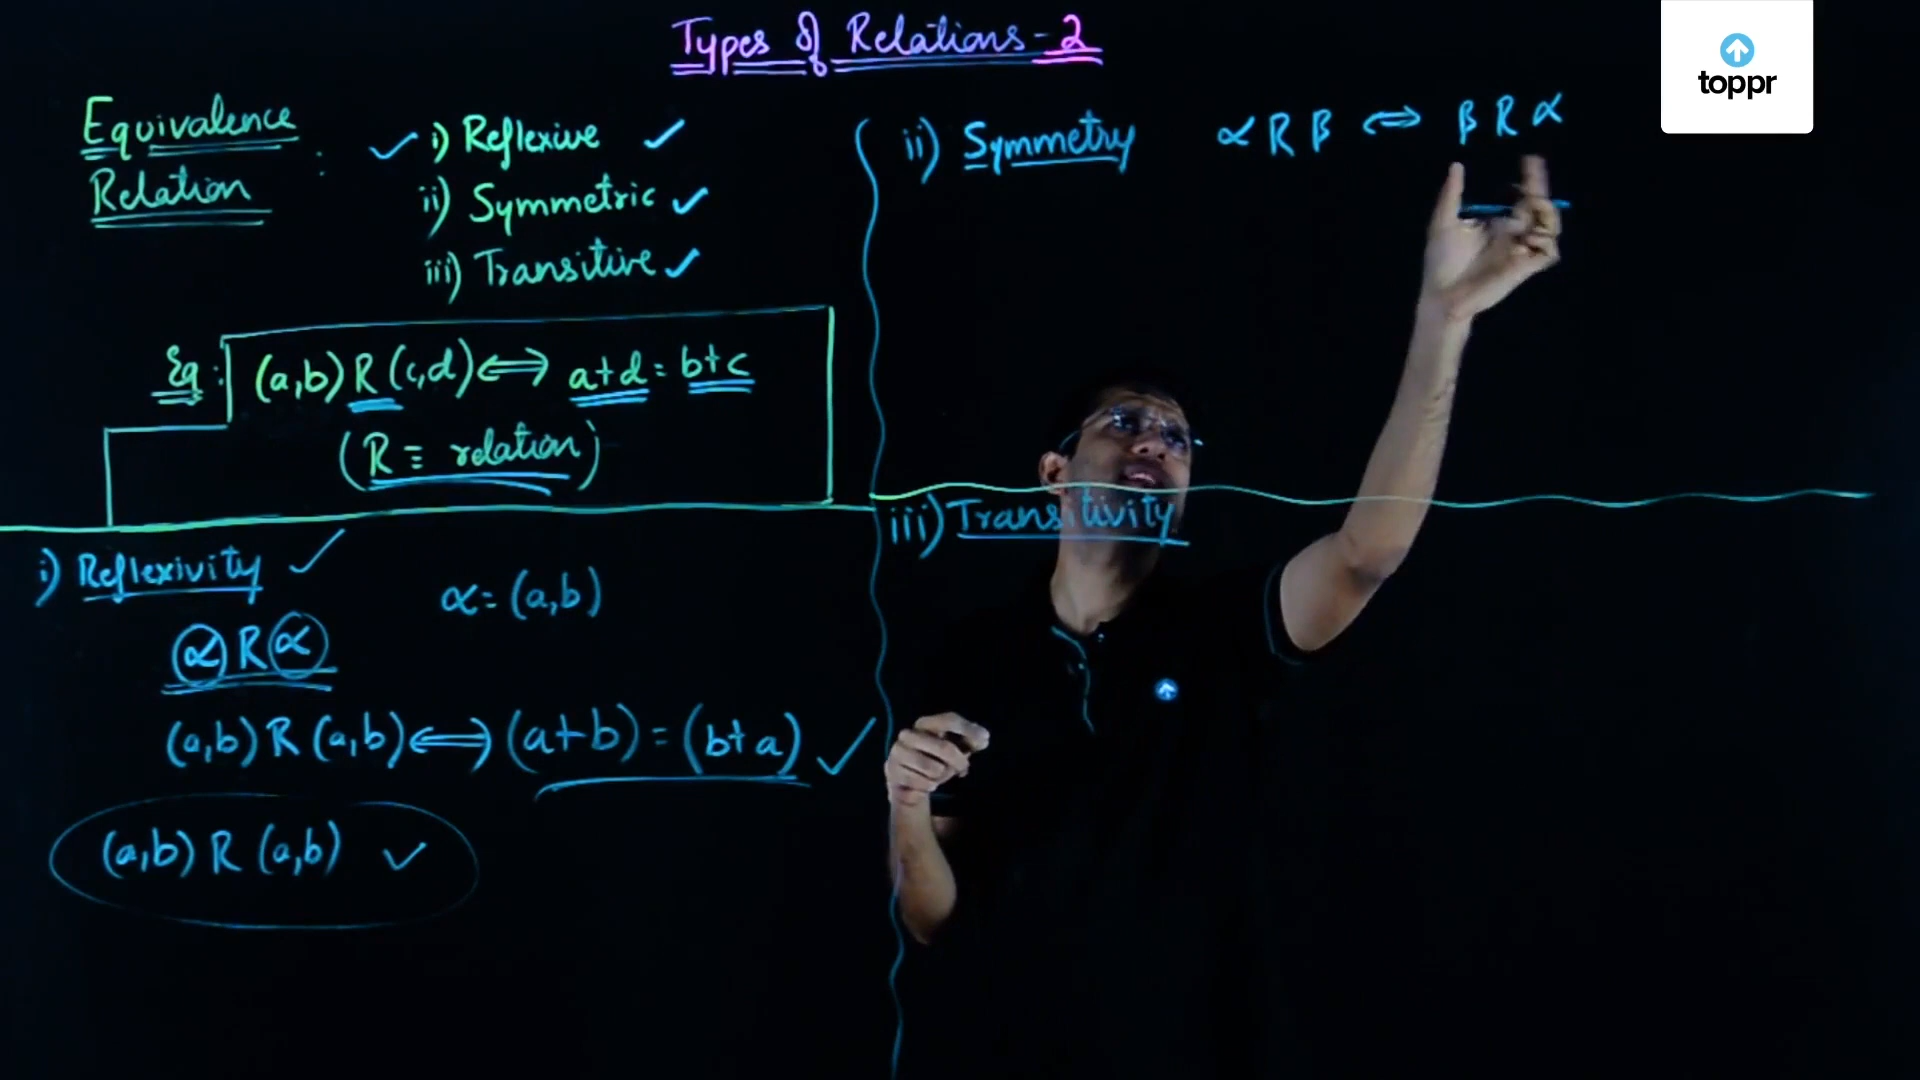 Types of Relations-2
toppr
Equivalence Relation :
✓ i) Reflexive ✓
ii) Symmetric ✓
iii) Transitive ✓
Eg: (a,b) R (c,d) ⟺ a+d = b+c
(R ≡ relation)
i) Reflexivity ✓
α R α
α = (a,b)
(a,b) R (a,b) ⟺ (a+b) = (b+a) ✓
(a,b) R (a,b) ✓
ii) Symmetry α R β ⇔ β R α
iii) Transitivity